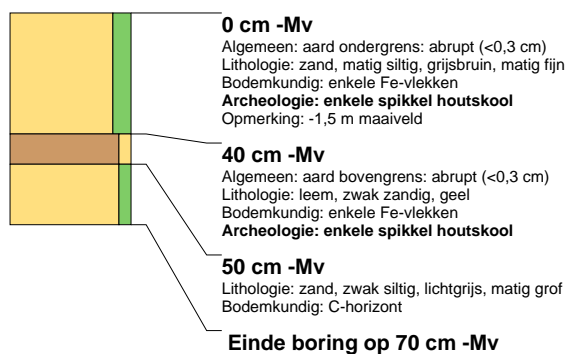 0 cm -Mv
Algemeen: aard ondergrens: abrupt (<0,3 cm)
Lithologie: zand, matig siltig, grijsbruin, matig fijn
Bodemkundig: enkele Fe-vlekken
Archeologie: enkele spikkel houtskool
Opmerking: -1,5 m maaiveld
40 cm -Mv
Algemeen: aard bovengrens: abrupt (<0,3 cm)
Lithologie: leem, zwak zandig, geel
Bodemkundig: enkele Fe-vlekken
Archeologie: enkele spikkel houtskool
50 cm -Mv
Lithologie: zand, zwak siltig, lichtgrijs, matig grof
Bodemkundig: C-horizont
Einde boring op 70 cm -Mv